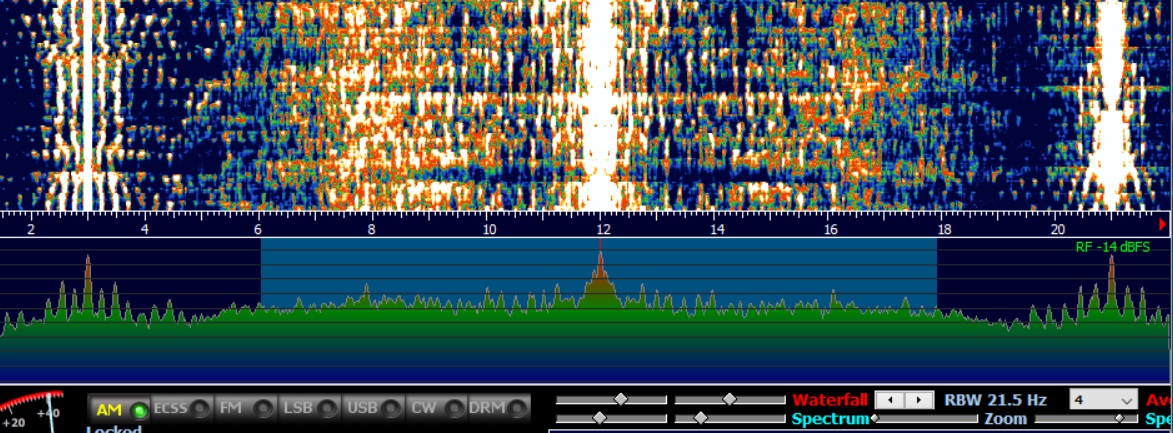 2 4 6 8 10 12 14 16 18 20
RF -14 dBFS
+20 +40 AM ECSS FM LSB USB CW DRM Waterfall RBW 21.5 Hz 4
Spectrum Zoom
Locked